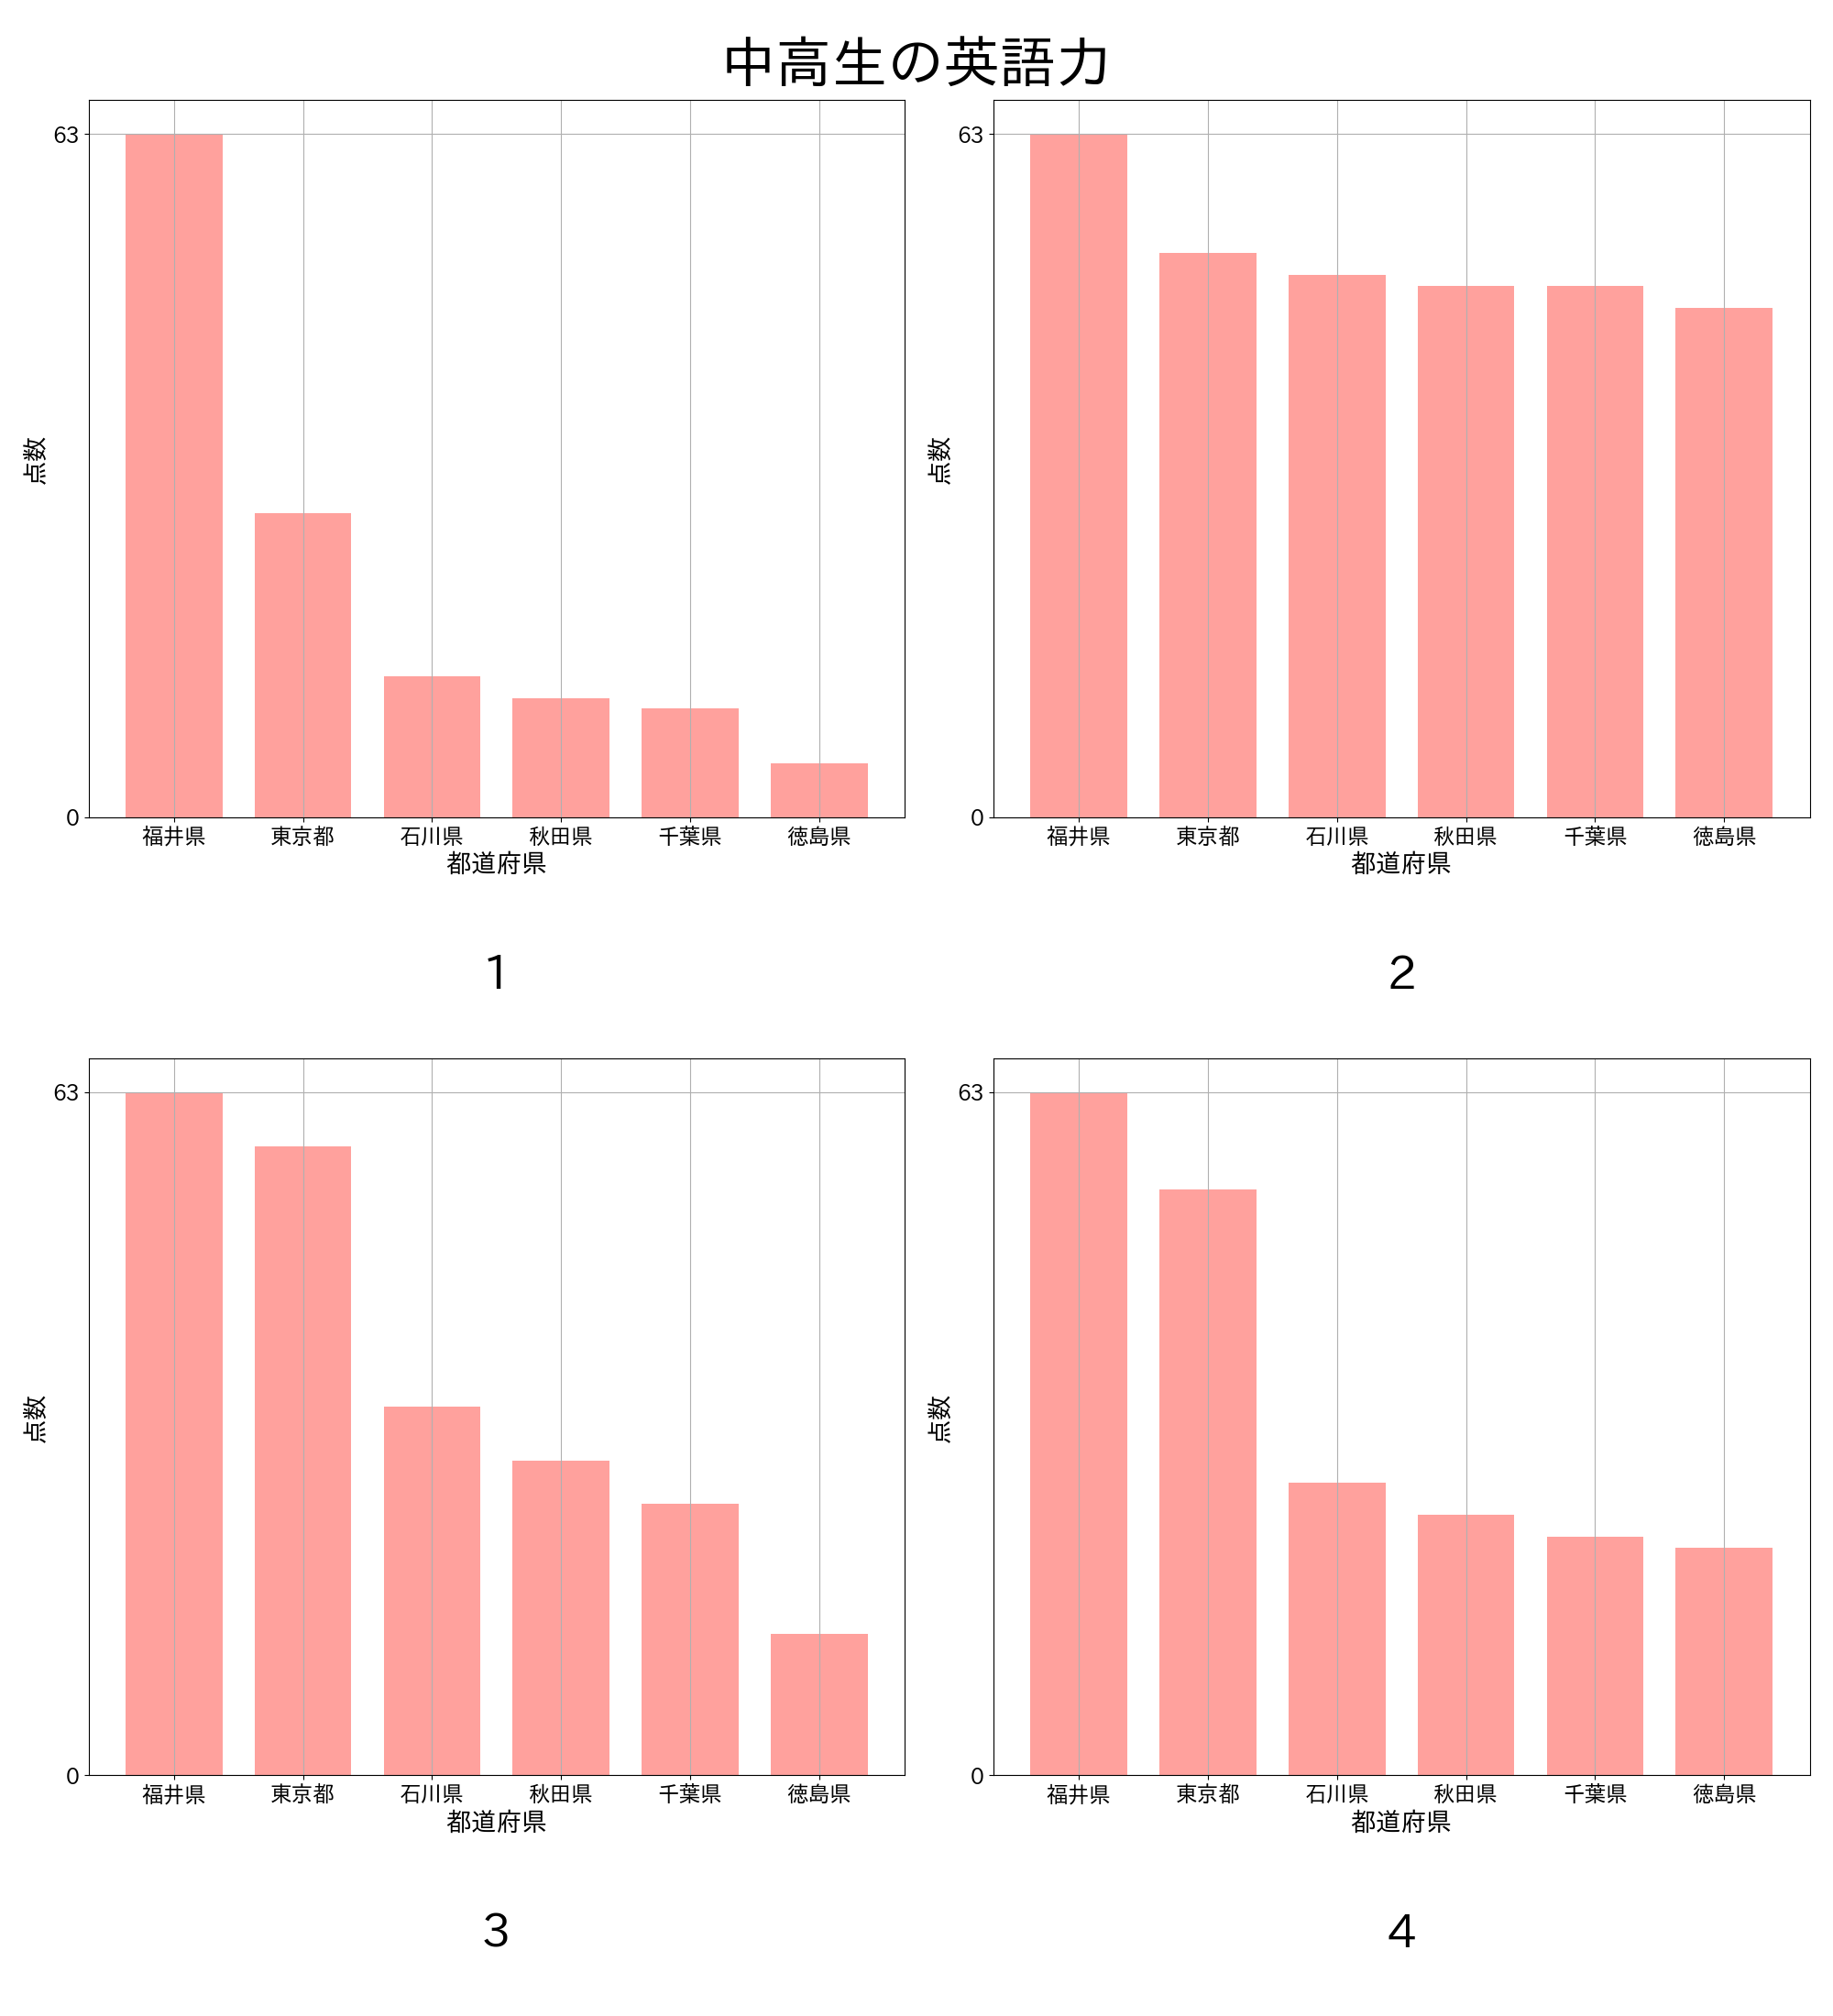 中高生の英語力
63
0
点数
福井県 東京都 石川県 秋田県 千葉県 徳島県
都道府県
1
63
0
点数
福井県 東京都 石川県 秋田県 千葉県 徳島県
都道府県
2
63
0
点数
福井県 東京都 石川県 秋田県 千葉県 徳島県
都道府県
3
63
0
点数
福井県 東京都 石川県 秋田県 千葉県 徳島県
都道府県
4